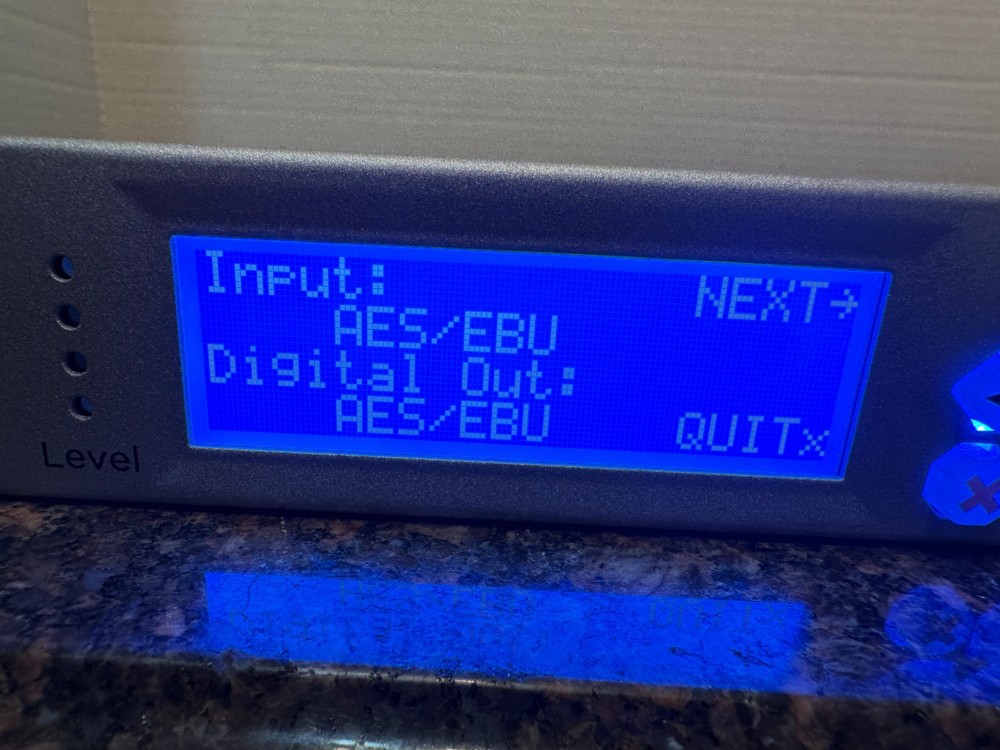 Input:
NEXT→
AES/EBU
Digital Out:
AES/EBU
QUITx
Level